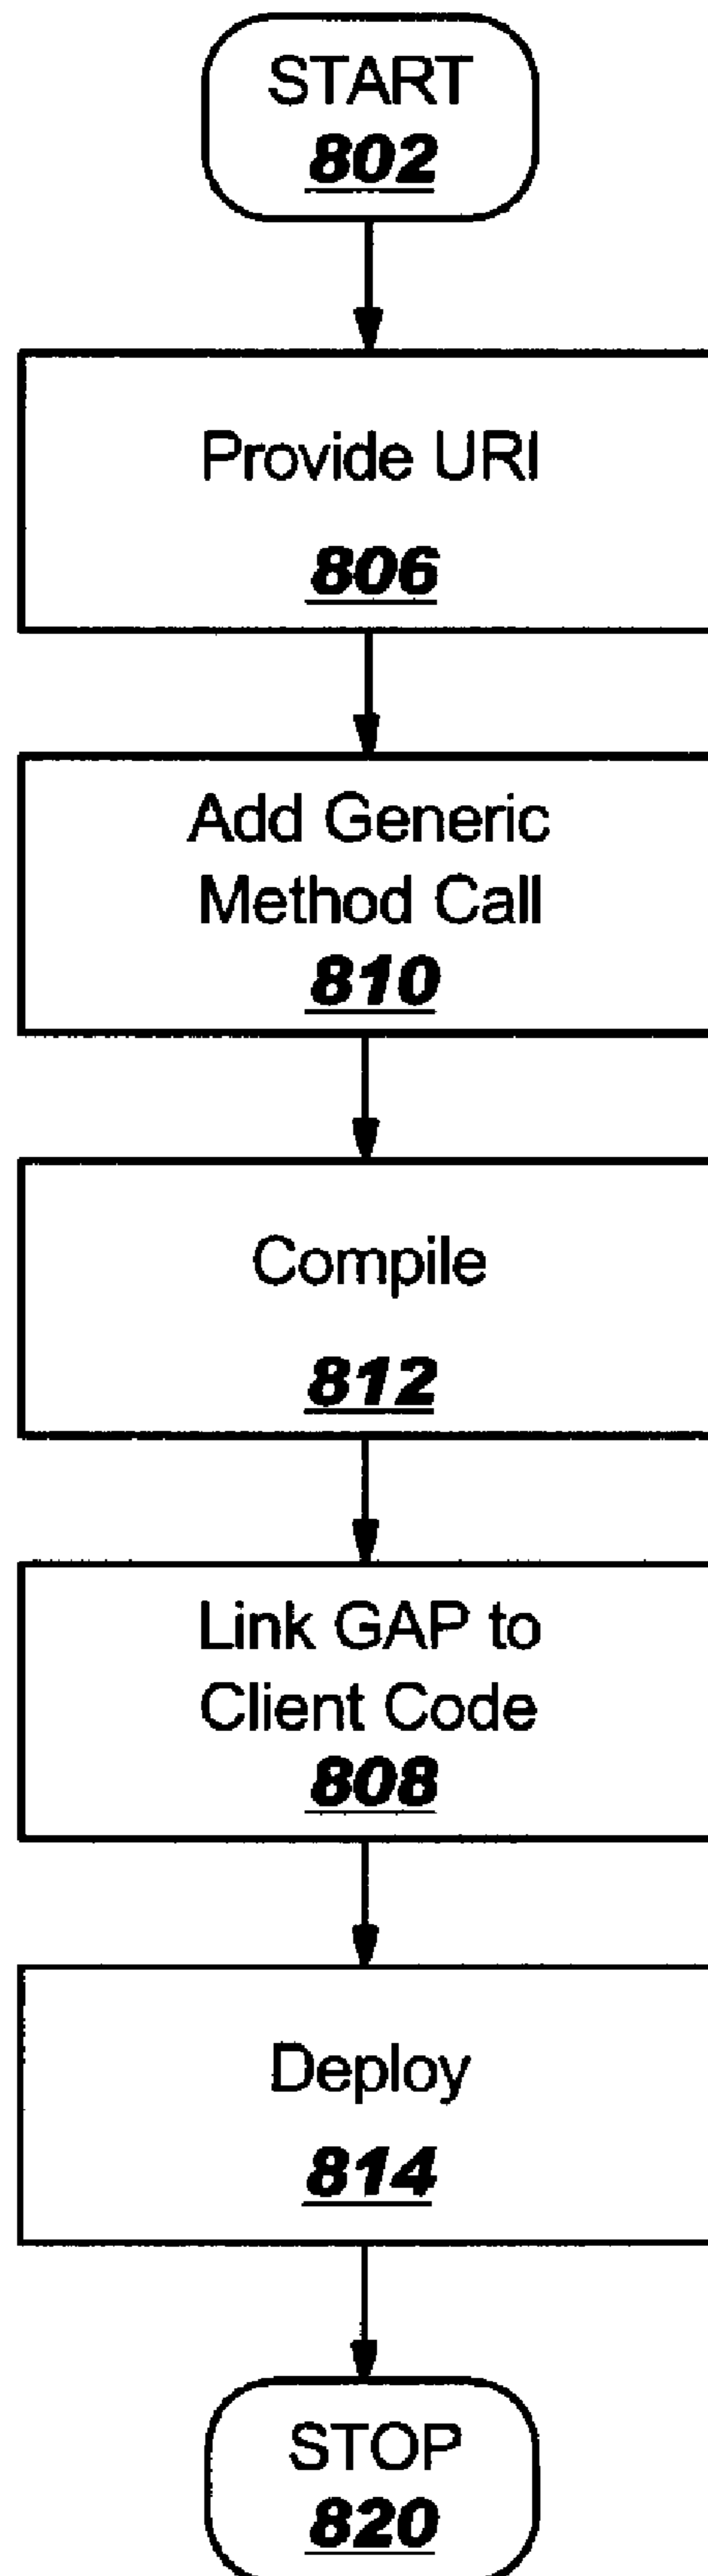 START
802
Provide URI
806
Add Generic
Method Call
810
Compile
812
Link GAP to
Client Code
808
Deploy
814
STOP
820